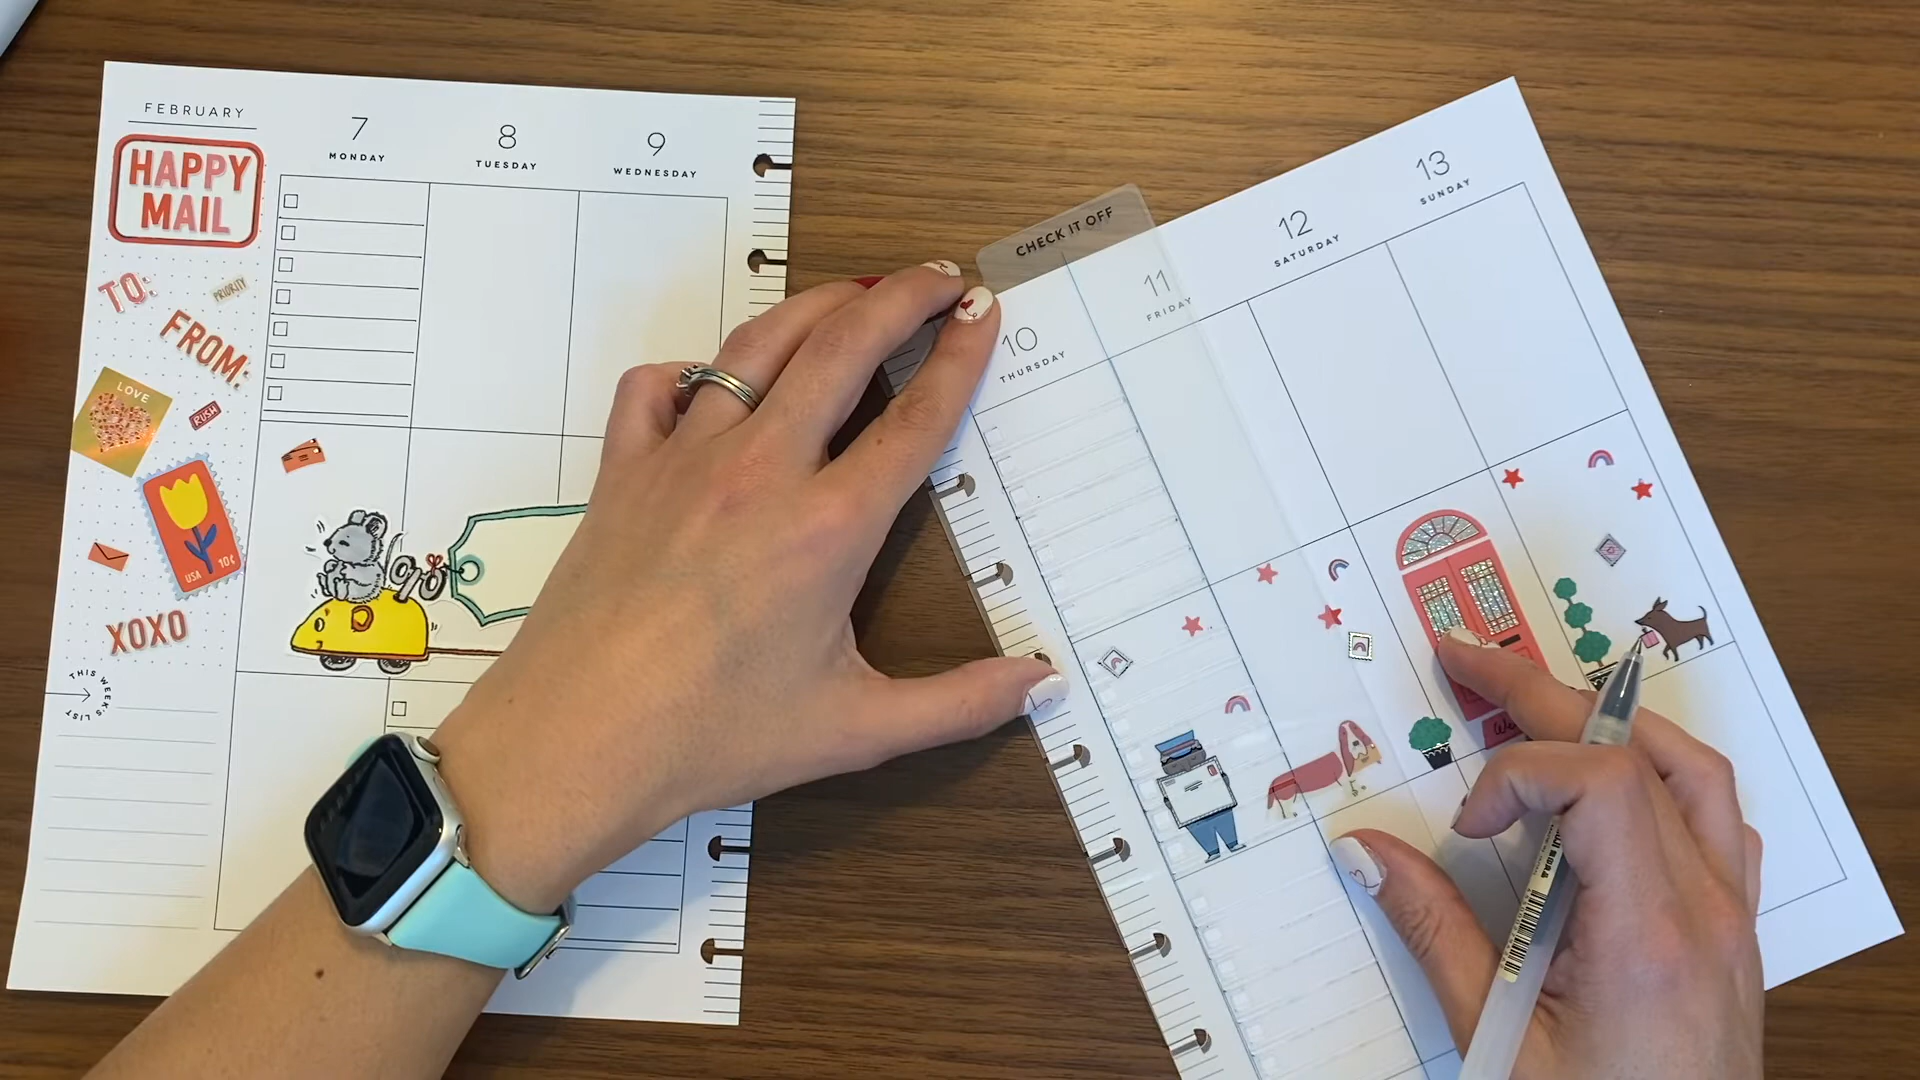 FEBRUARY
HAPPY
MAIL
TO:
PRIORITY
FROM:
LOVE
RUSH
USA 10¢
XOXO
THIS WEEK'S LIST
7
MONDAY
8
TUESDAY
9
WEDNESDAY
CHECK IT OFF
10
THURSDAY
11
FRIDAY
12
SATURDAY
13
SUNDAY